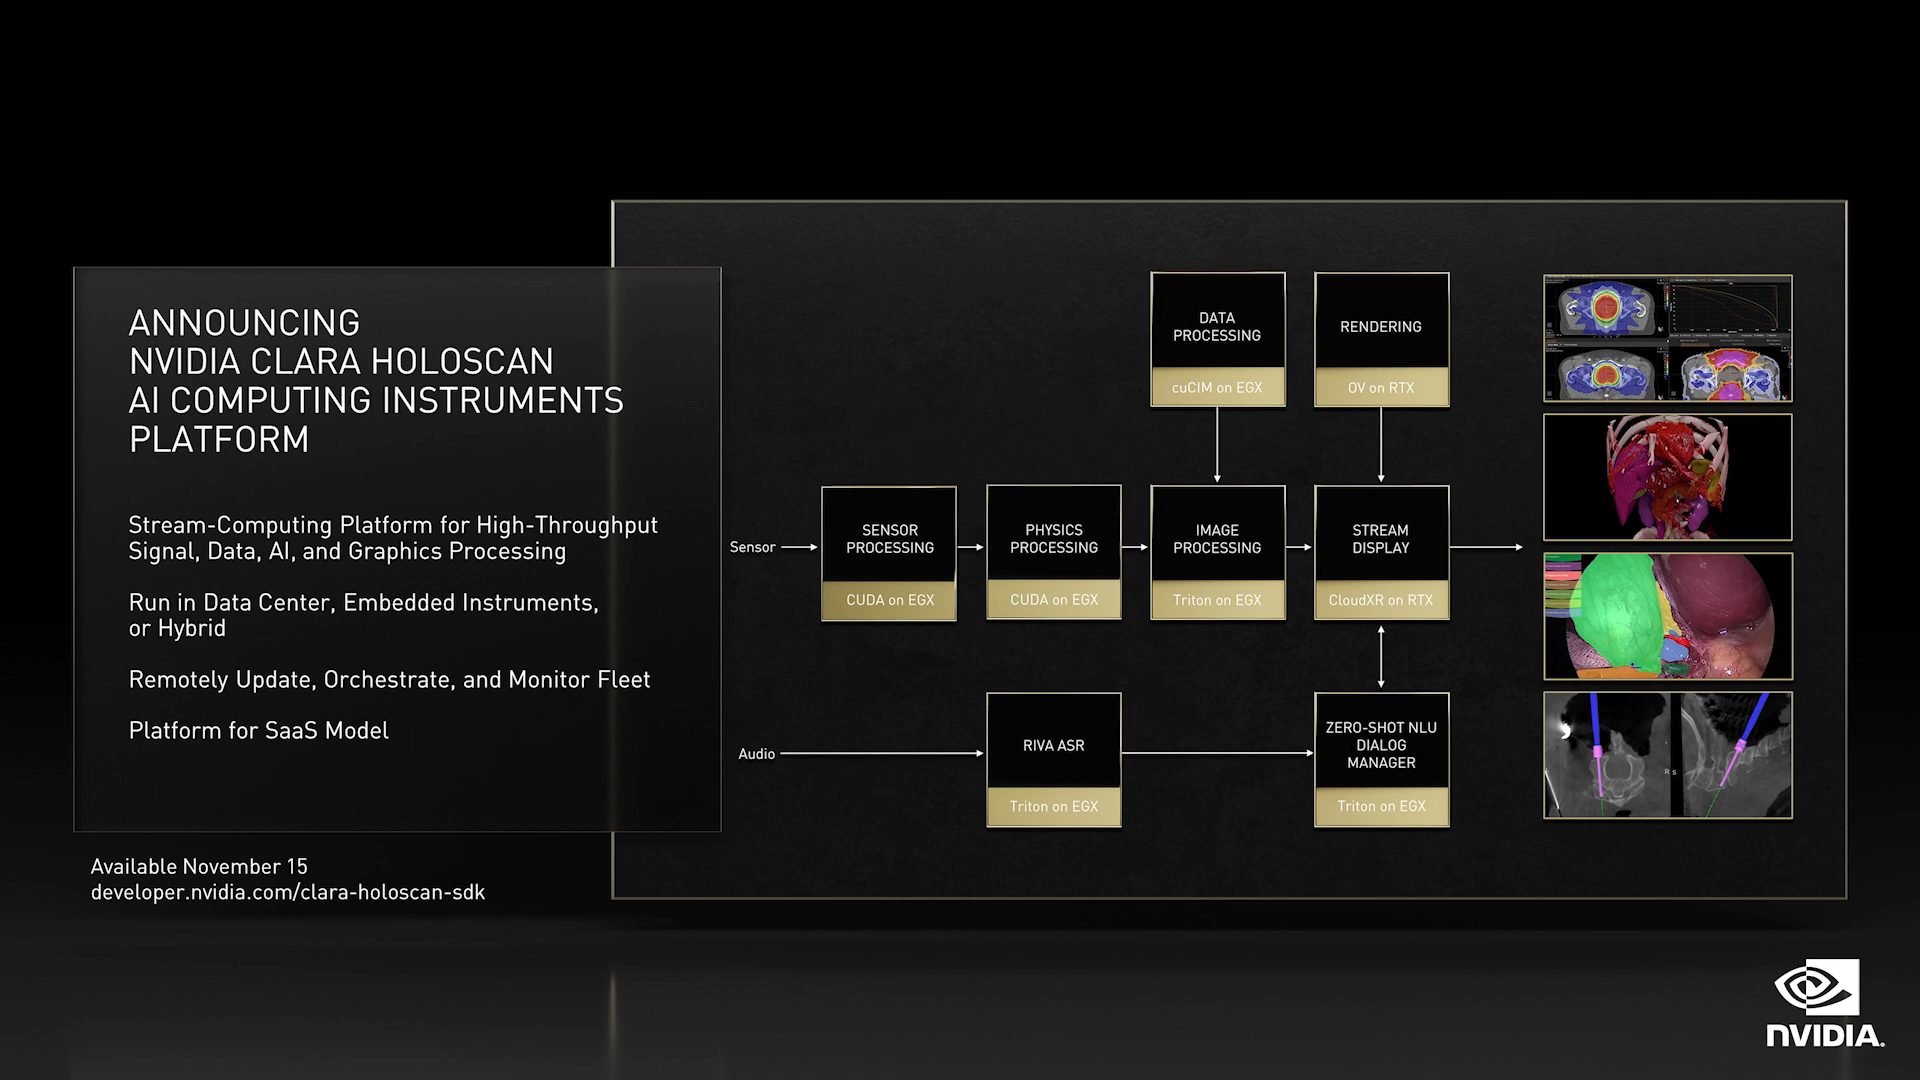 ANNOUNCING
NVIDIA CLARA HOLOSCAN
AI COMPUTING INSTRUMENTS
PLATFORM
Stream-Computing Platform for High-Throughput
Signal, Data, AI, and Graphics Processing
Run in Data Center, Embedded Instruments,
or Hybrid
Remotely Update, Orchestrate, and Monitor Fleet
Platform for SaaS Model
Available November 15
developer.nvidia.com/clara-holoscan-sdk
DATA
PROCESSING
cuCIM on EGX
RENDERING
OV on RTX
Sensor
SENSOR
PROCESSING
CUDA on EGX
PHYSICS
PROCESSING
CUDA on EGX
IMAGE
PROCESSING
Triton on EGX
STREAM
DISPLAY
CloudXR on RTX
Audio
RIVA ASR
Triton on EGX
ZERO-SHOT NLU
DIALOG
MANAGER
Triton on EGX
NVIDIA.